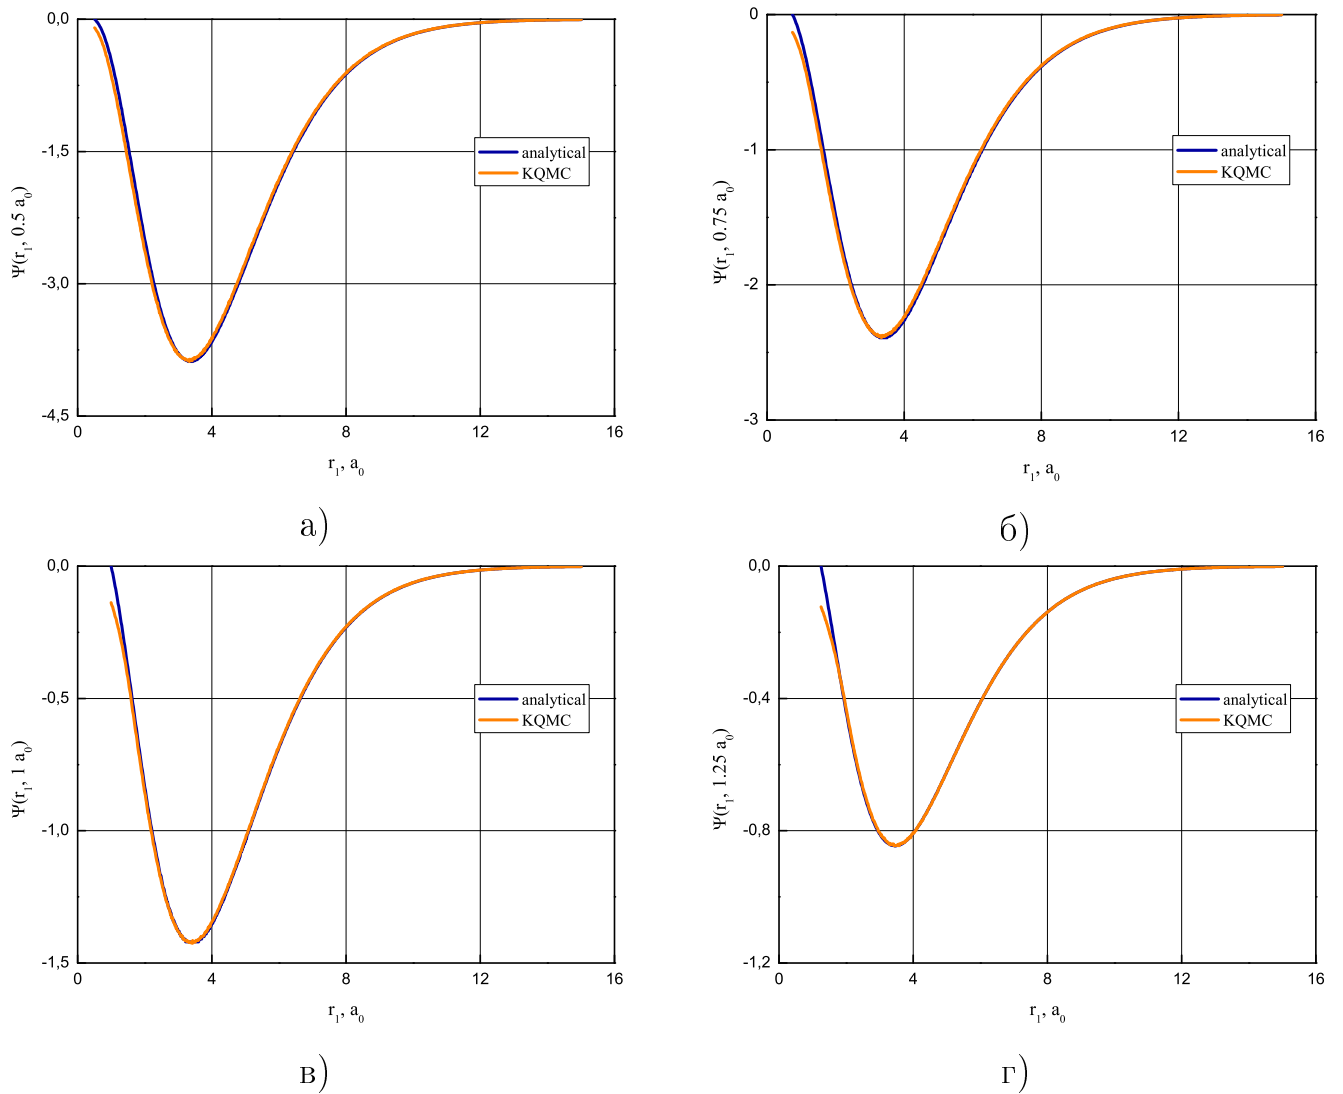 0,0
-1,5
-3,0
-4,5
0 4 8 12 16
Ψ(r₁, 0.5 a₀)
r₁, a₀
analytical
KQMC
а)
0
-1
-2
-3
0 4 8 12 16
Ψ(r₁, 0.75 a₀)
r₁, a₀
analytical
KQMC
б)
0,0
-0,5
-1,0
-1,5
0 4 8 12 16
Ψ(r₁, 1 a₀)
r₁, a₀
analytical
KQMC
в)
0,0
-0,4
-0,8
-1,2
0 4 8 12 16
Ψ(r₁, 1.25 a₀)
r₁, a₀
analytical
KQMC
г)